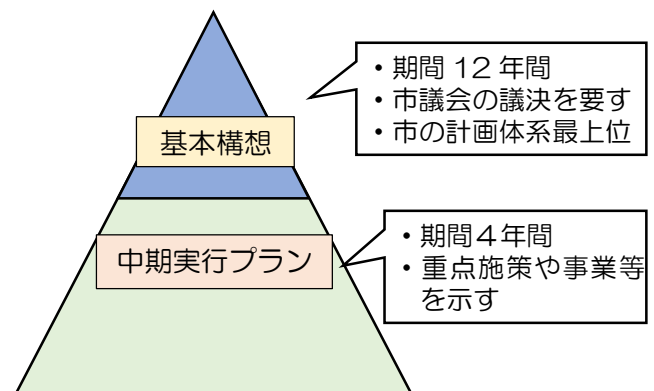 ・期間 12 年間
・市議会の議決を要す
・市の計画体系最上位
基本構想
・期間４年間
・重点施策や事業等
を示す
中期実行プラン